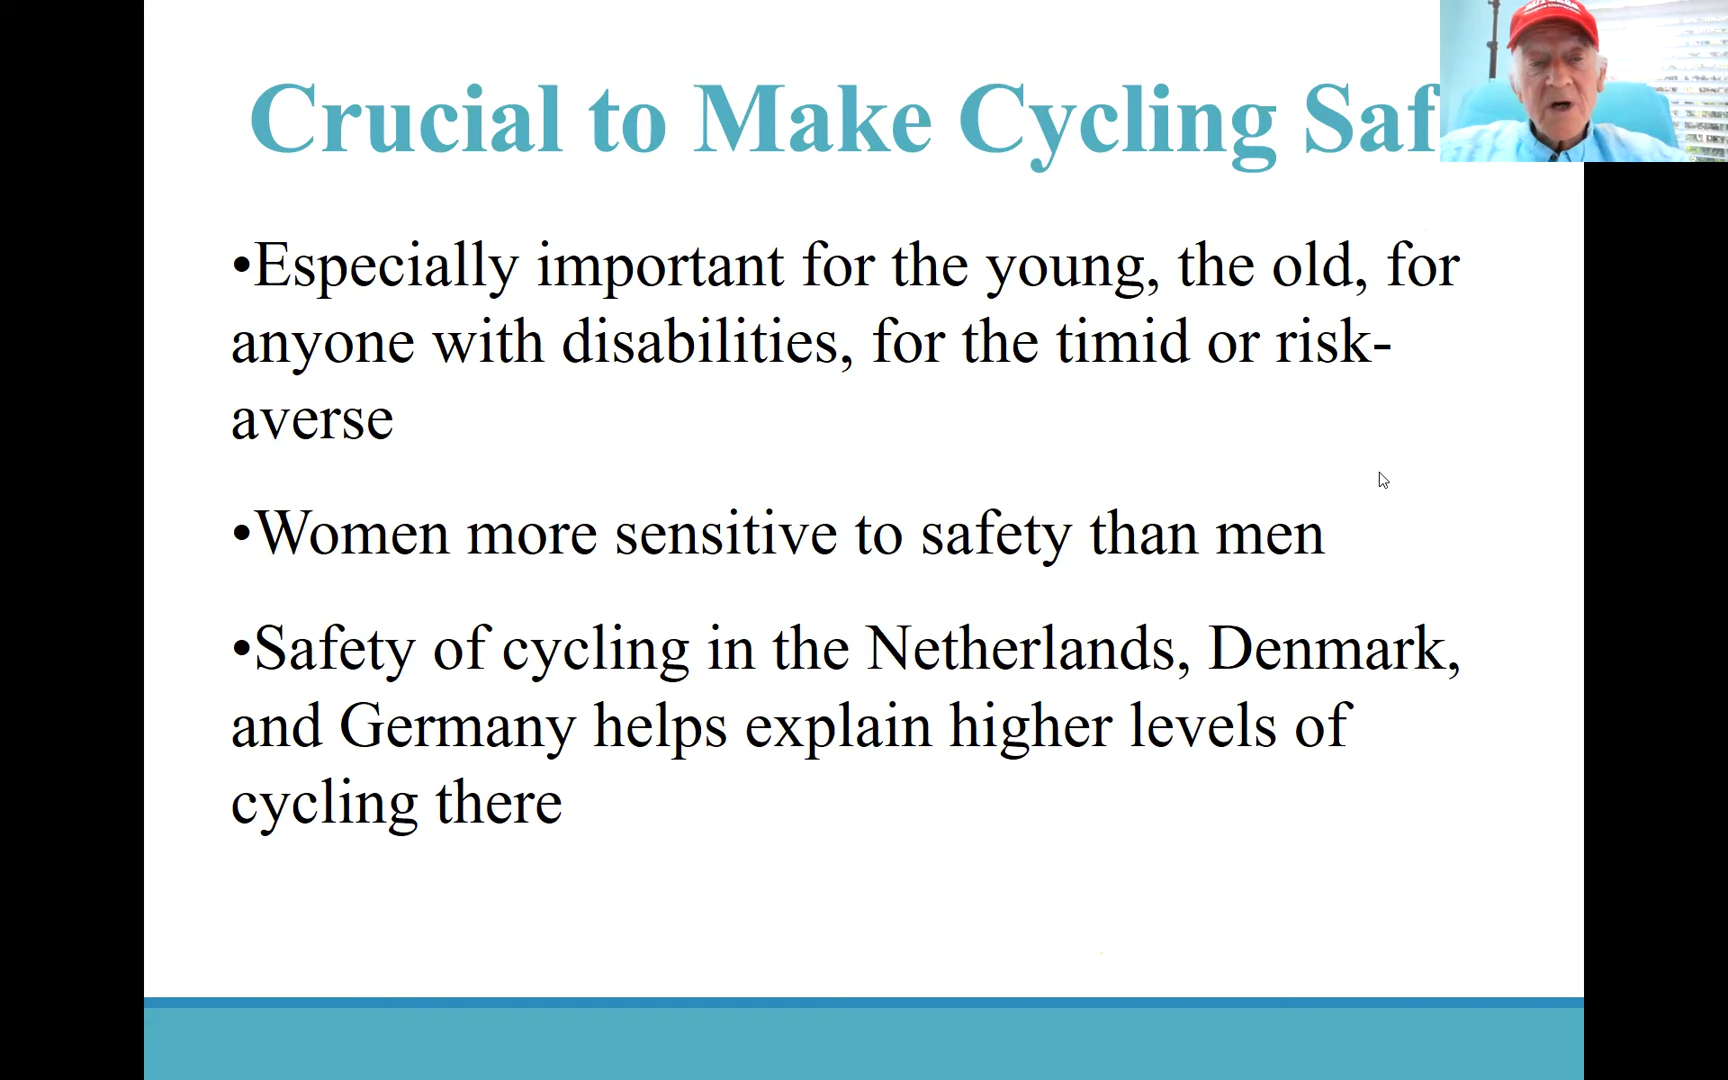 Crucial to Make Cycling Saf
•Especially important for the young, the old, for
anyone with disabilities, for the timid or risk-
averse
•Women more sensitive to safety than men
•Safety of cycling in the Netherlands, Denmark,
and Germany helps explain higher levels of
cycling there